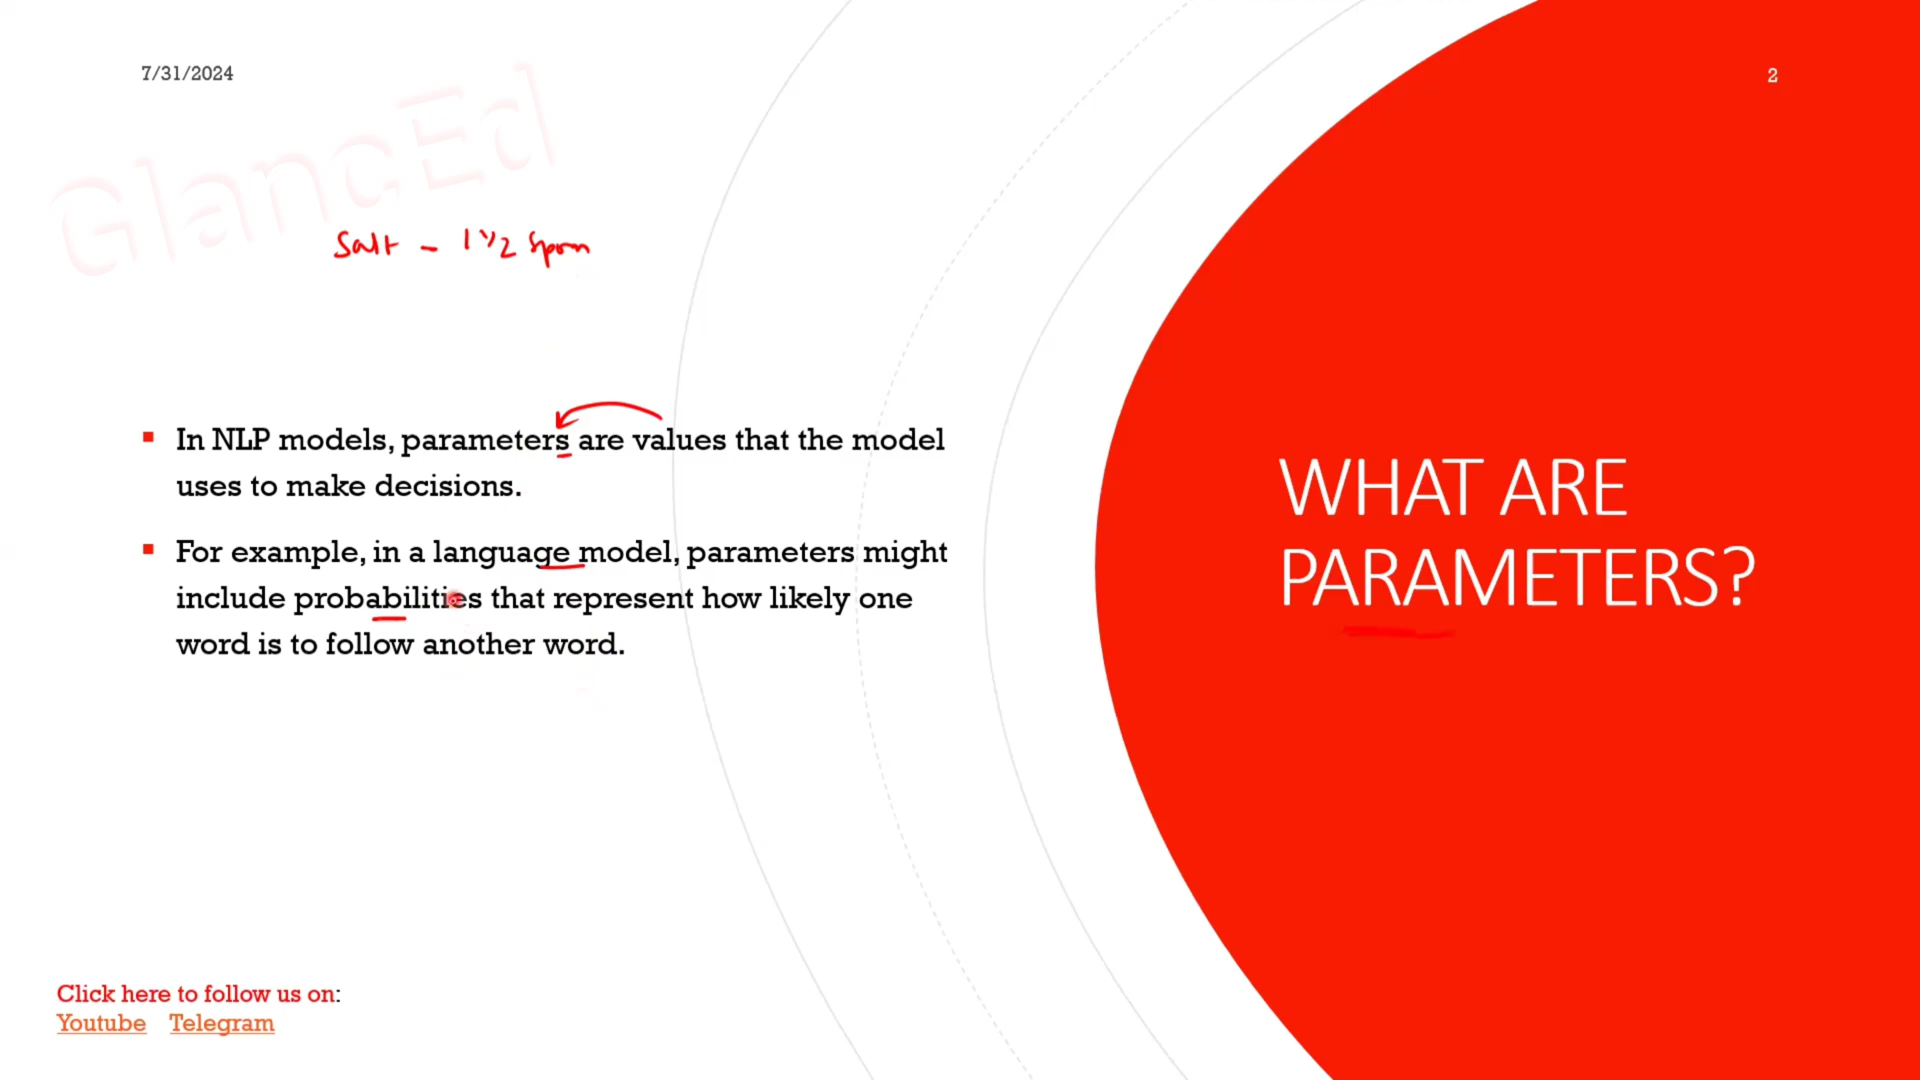 7/31/2024
2
GlancEd
Salt - 1 1/2 Spoon
In NLP models, parameters are values that the model
uses to make decisions.
For example, in a language model, parameters might
include probabilities that represent how likely one
word is to follow another word.
WHAT ARE
PARAMETERS?
Click here to follow us on:
Youtube Telegram